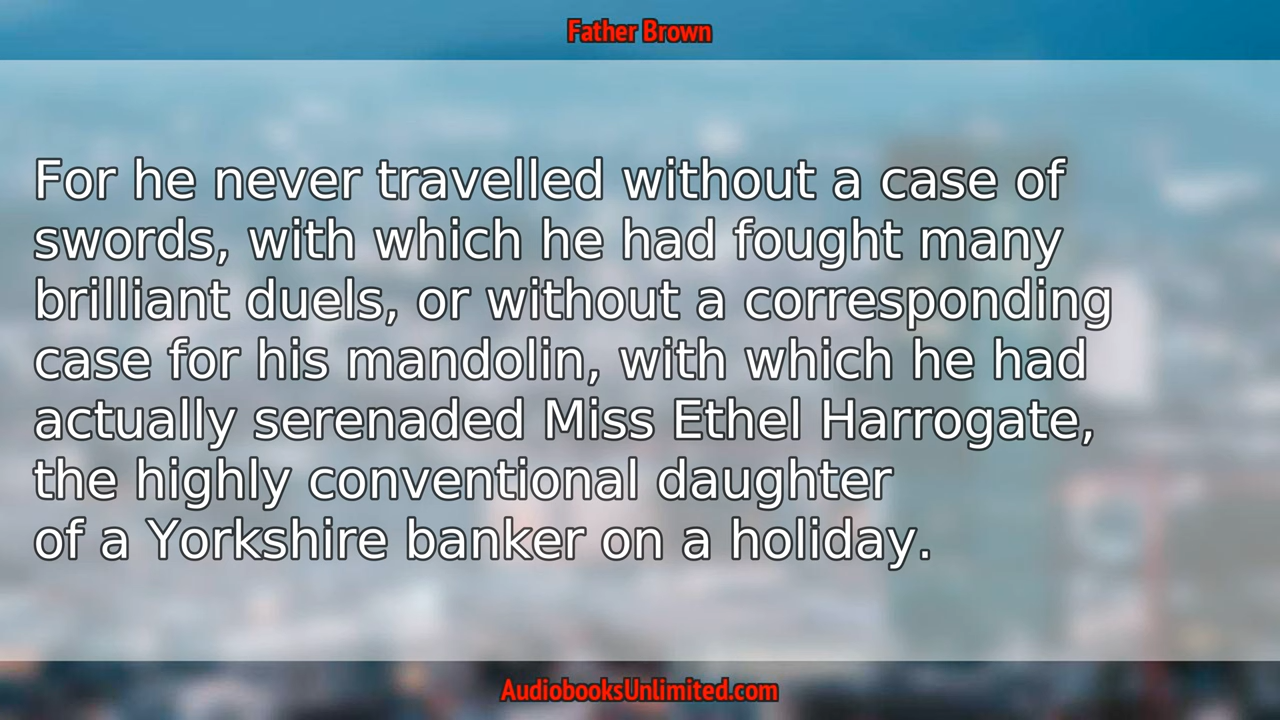 Father Brown
For he never travelled without a case of
swords, with which he had fought many
brilliant duels, or without a corresponding
case for his mandolin, with which he had
actually serenaded Miss Ethel Harrogate,
the highly conventional daughter
of a Yorkshire banker on a holiday.
AudiobooksUnlimited.com